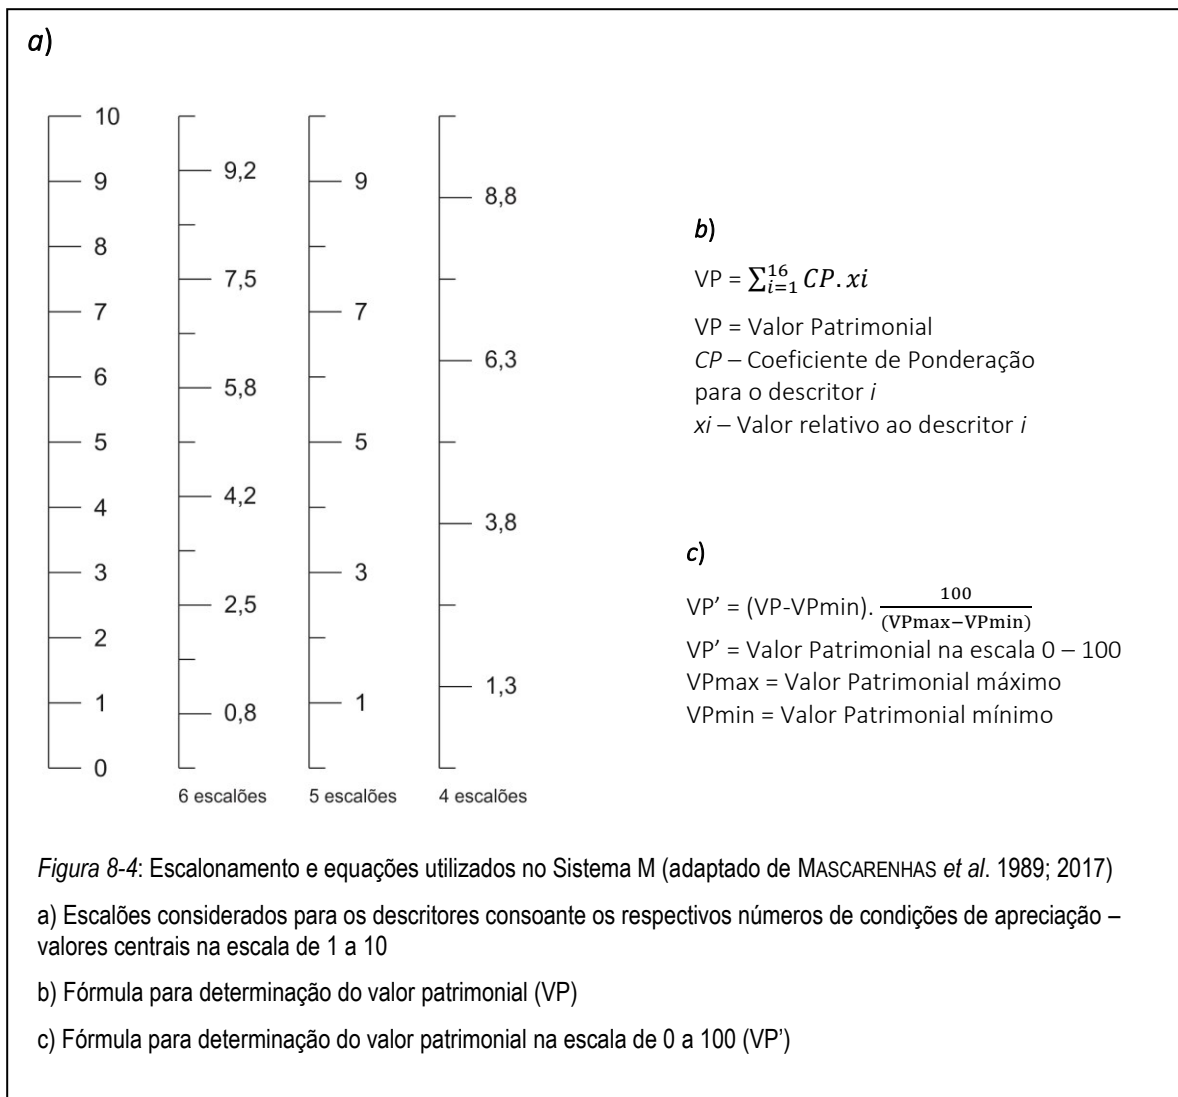 a)
10
9
8
7
6
5
4
3
2
1
0
9,2
7,5
5,8
4,2
2,5
0,8
6 escalões
9
7
5
3
1
5 escalões
8,8
6,3
3,8
1,3
4 escalões
b)
VP = ∑_{i=1}^{16} CP. xi
VP = Valor Patrimonial
CP – Coeficiente de Ponderação
para o descritor i
xi – Valor relativo ao descritor i
c)
VP’ = (VP-VPmin). 100/(VPmax−VPmin)
VP’ = Valor Patrimonial na escala 0 – 100
VPmax = Valor Patrimonial máximo
VPmin = Valor Patrimonial mínimo
Figura 8-4: Escalonamento e equações utilizados no Sistema M (adaptado de MASCARENHAS et al. 1989; 2017)
a) Escalões considerados para os descritores consoante os respectivos números de condições de apreciação –
valores centrais na escala de 1 a 10
b) Fórmula para determinação do valor patrimonial (VP)
c) Fórmula para determinação do valor patrimonial na escala de 0 a 100 (VP’)